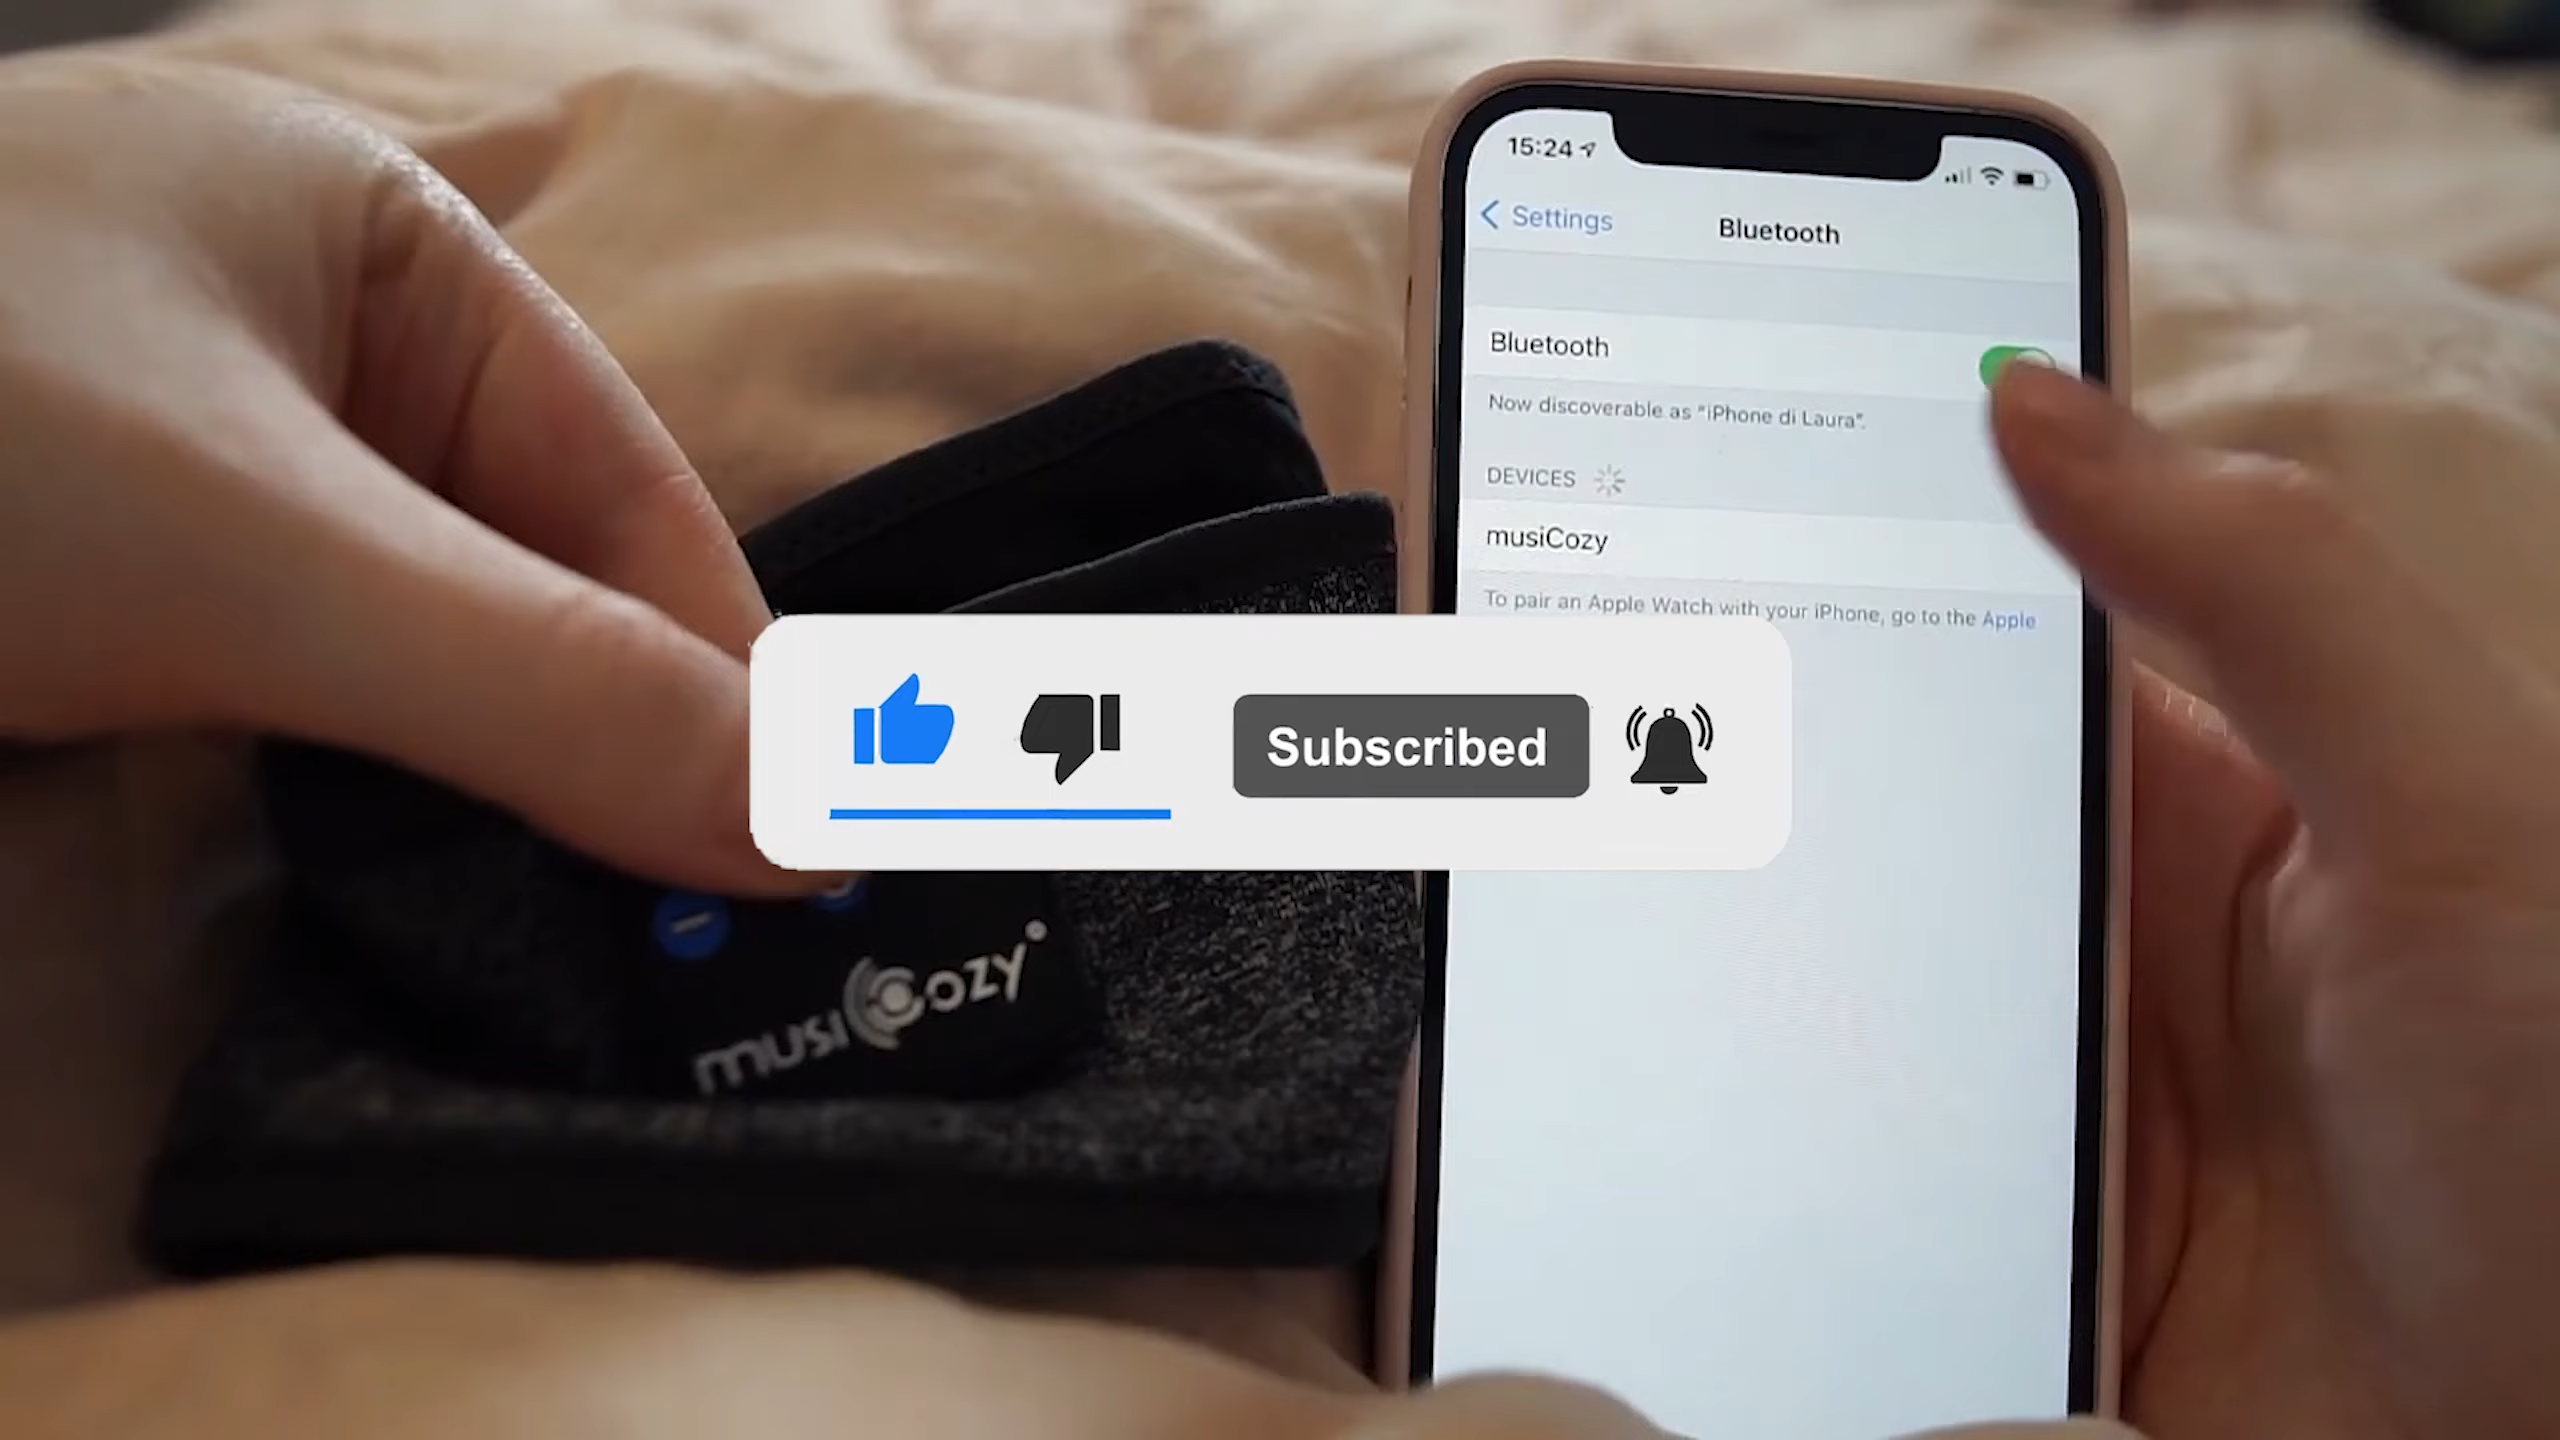 15:24
Settings
Bluetooth
Bluetooth
Now discoverable as “iPhone di Laura”.
DEVICES
musiCozy
To pair an Apple Watch with your iPhone, go to the Apple
Subscribed
musiCozy